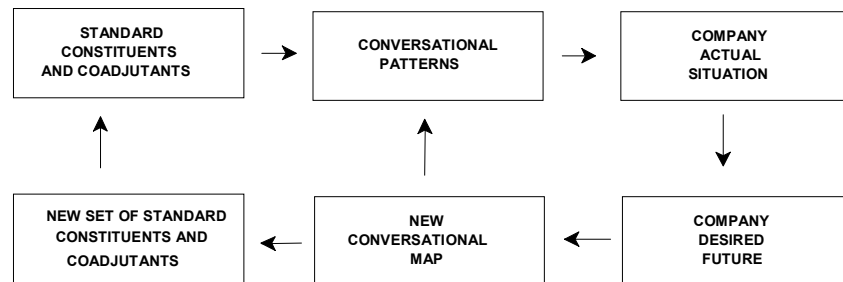 STANDARD
CONSTITUENTS
AND COADJUTANTS
CONVERSATIONAL
PATTERNS
COMPANY
ACTUAL
SITUATION
NEW SET OF STANDARD
CONSTITUENTS AND
COADJUTANTS
NEW
CONVERSATIONAL
MAP
COMPANY
DESIRED
FUTURE